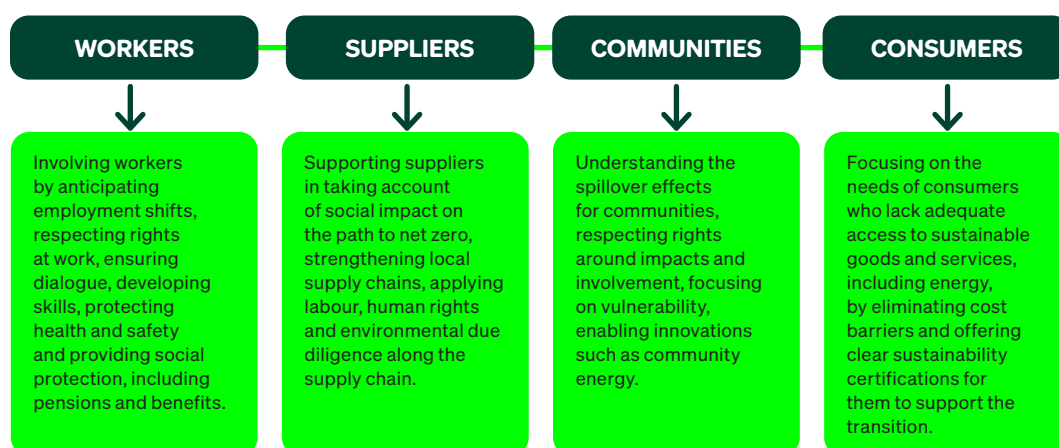 WORKERS
Involving workers
by anticipating
employment shifts,
respecting rights
at work, ensuring
dialogue, developing
skills, protecting
health and safety
and providing social
protection, including
pensions and benefits.
SUPPLIERS
Supporting suppliers
in taking account
of social impact on
the path to net zero,
strengthening local
supply chains, applying
labour, human rights
and environmental due
diligence along the
supply chain.
COMMUNITIES
Understanding the
spillover effects
for communities,
respecting rights
around impacts and
involvement, focusing
on vulnerability,
enabling innovations
such as community
energy.
CONSUMERS
Focusing on the
needs of consumers
who lack adequate
access to sustainable
goods and services,
including energy,
by eliminating cost
barriers and offering
clear sustainability
certifications for
them to support the
transition.